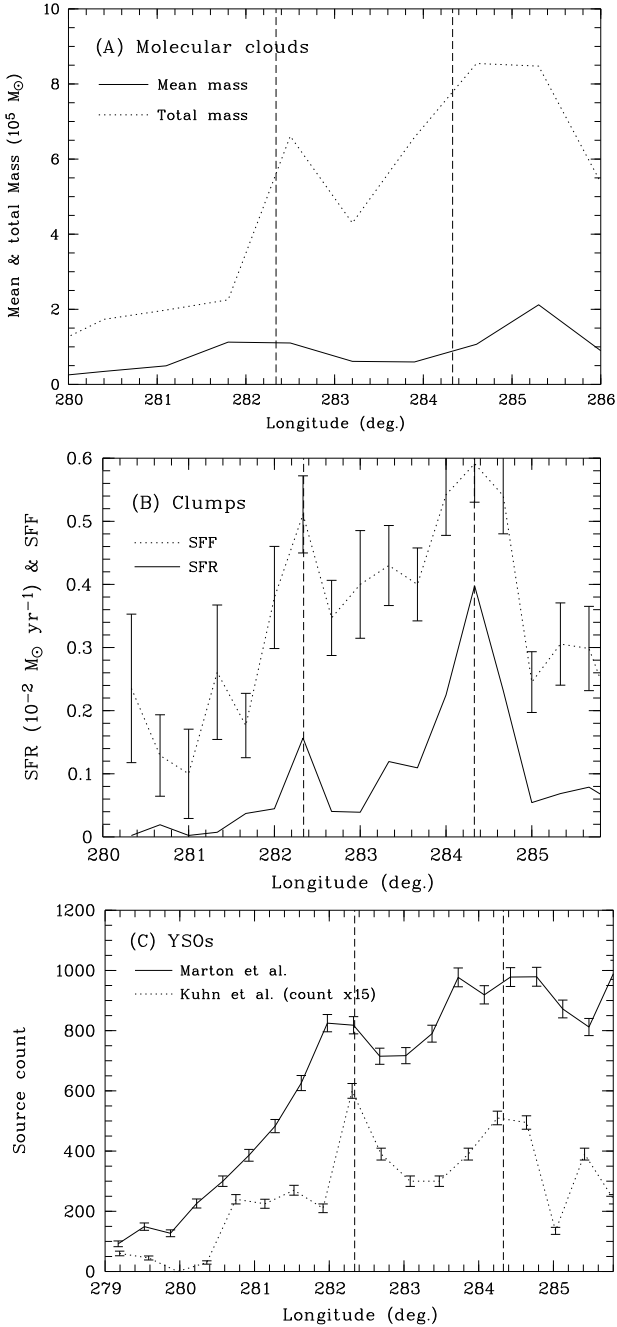 10
(A) Molecular clouds
8
Mean mass
Total mass
6
4
2
0
Mean & total Mass (10⁵ M☉)
280 281 282 283 284 285 286
Longitude (deg.)
0.6
(B) Clumps
0.5
SFF
SFR
0.4
0.3
0.2
0.1
0
SFR (10⁻² M☉ yr⁻¹) & SFF
280 281 282 283 284 285
Longitude (deg.)
1200
(C) YSOs
1000
Marton et al.
Kuhn et al. (count x15)
800
600
400
200
0
Source count
279 280 281 282 283 284 285
Longitude (deg.)